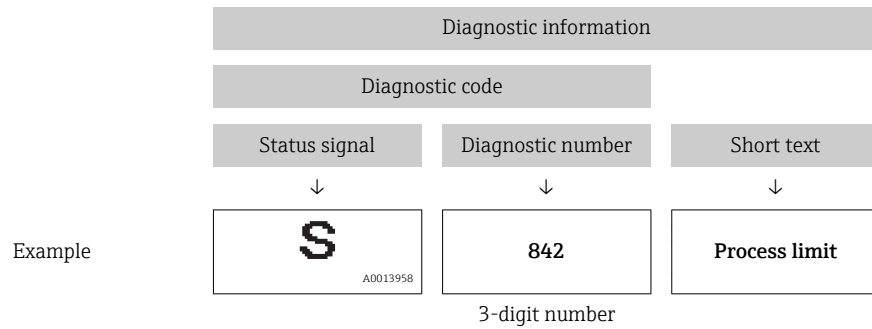 Diagnostic information
Diagnostic code
Status signal Diagnostic number Short text
↓ ↓ ↓
Example S 842 Process limit
A0013958
3-digit number